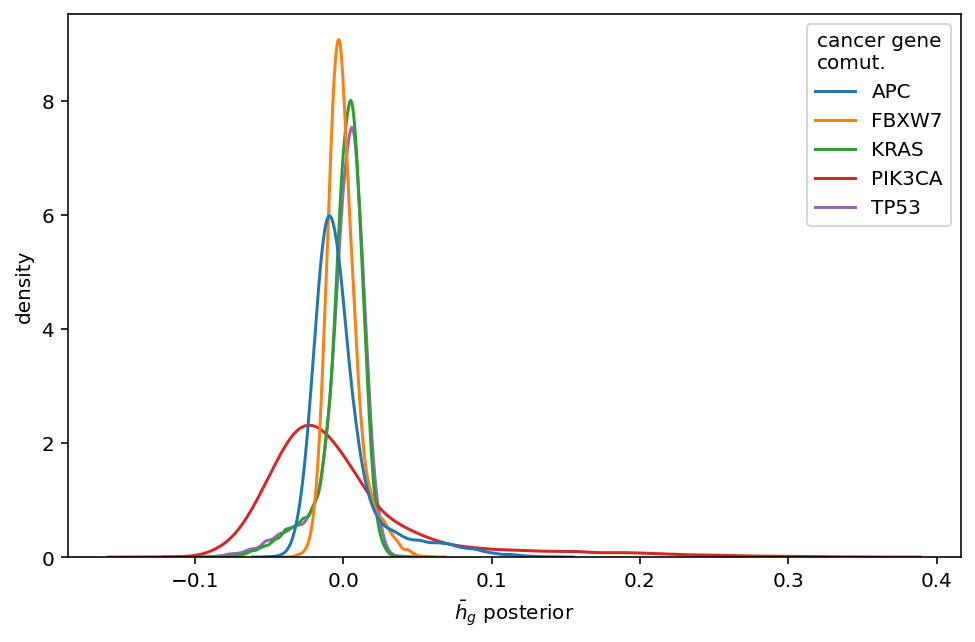 cancer gene
comut.
APC
FBXW7
KRAS
PIK3CA
TP53
density
8
6
4
2
0
−0.1 0.0 0.1 0.2 0.3 0.4
h̄g posterior